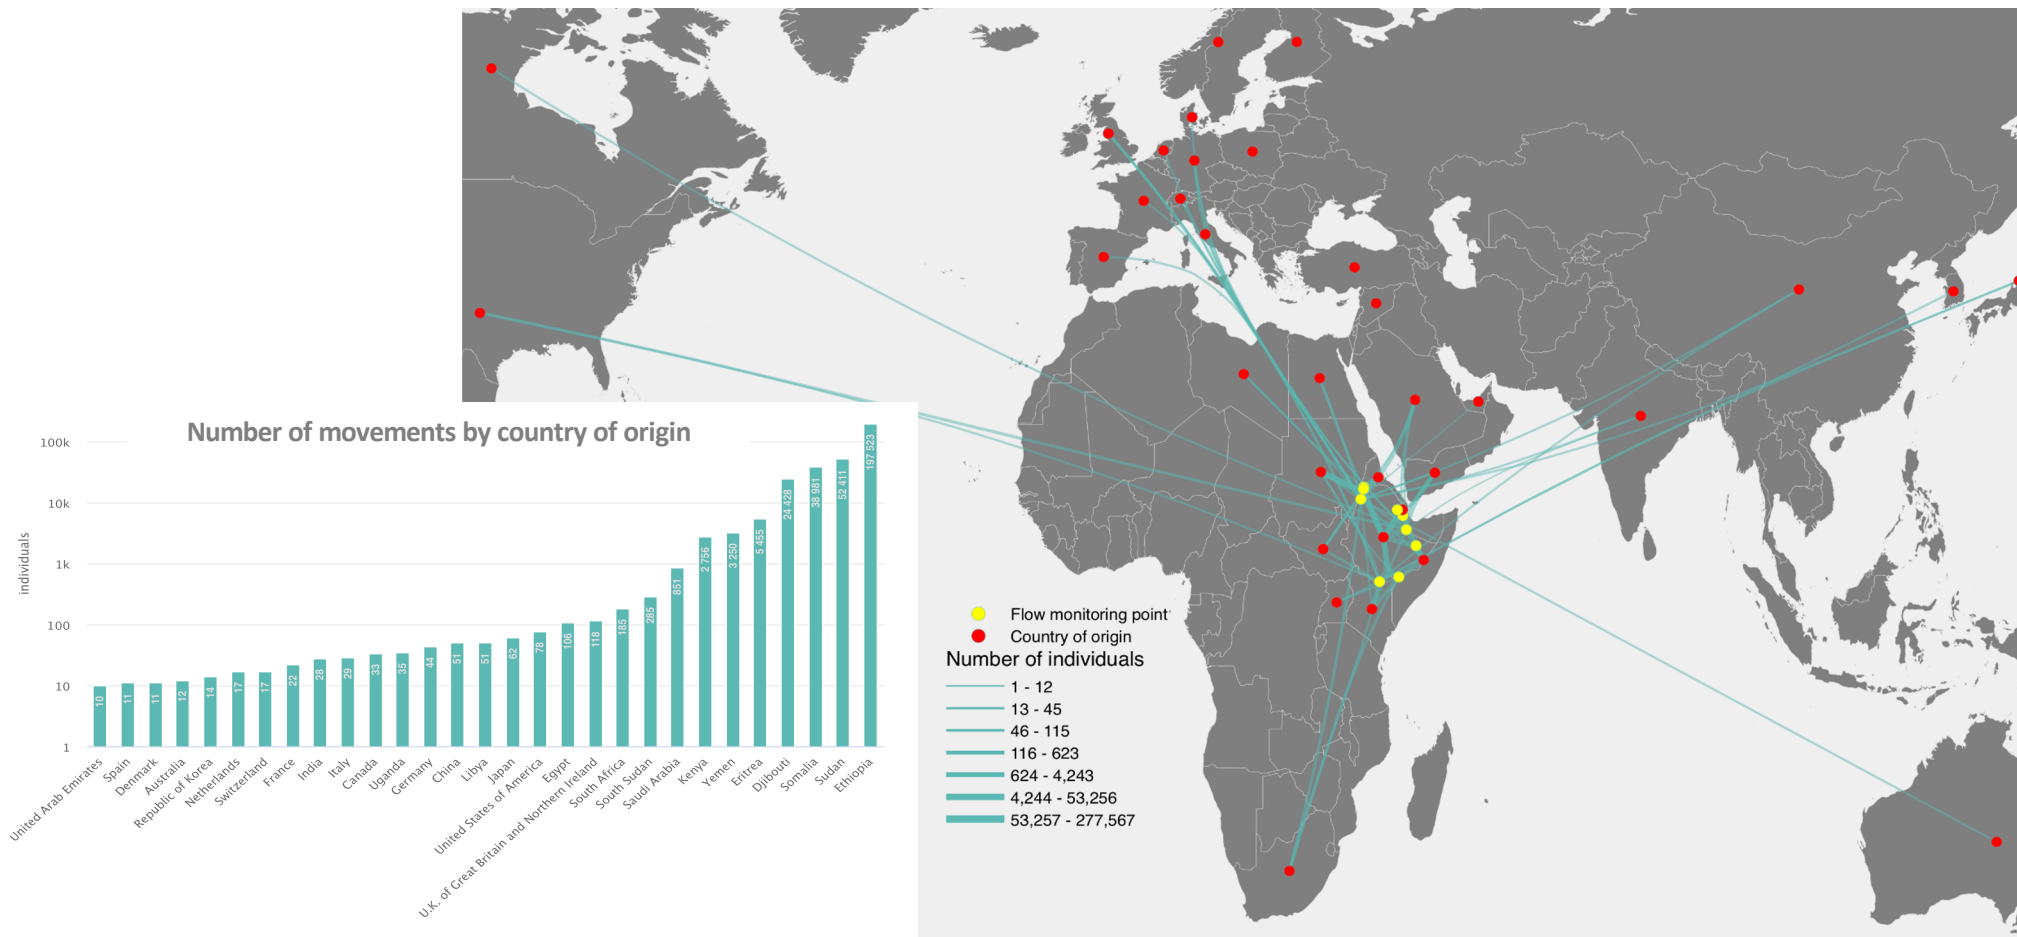 Number of movements by country of origin
individuals
100k
10k
1k
100
10
1
10
11
11
12
14
17
17
22
28
29
33
35
44
51
51
62
78
106
118
185
285
851
2 756
3 250
5 455
24 428
38 981
52 411
197 523
United Arab Emirates
Spain
Denmark
Australia
Republic of Korea
Netherlands
Switzerland
France
India
Italy
Canada
Uganda
Germany
China
Libya
Japan
United States of America
Egypt
U.K. of Great Britain and Northern Ireland
South Africa
South Sudan
Saudi Arabia
Kenya
Yemen
Eritrea
Djibouti
Somalia
Sudan
Ethiopia
Flow monitoring point
Country of origin
Number of individuals
1 - 12
13 - 45
46 - 115
116 - 623
624 - 4,243
4,244 - 53,256
53,257 - 277,567